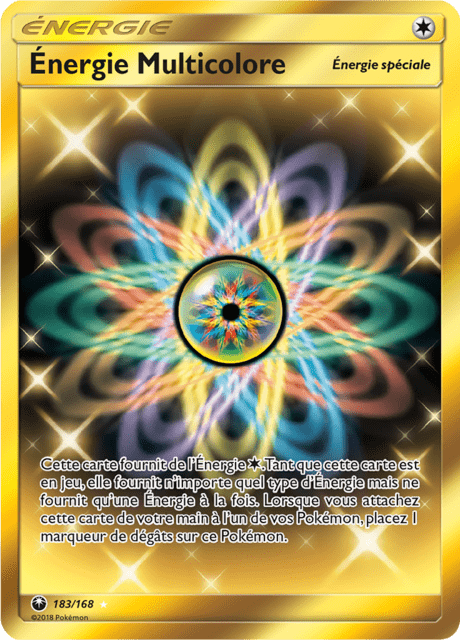 ÉNERGIE
Énergie Multicolore
Énergie spéciale
Cette carte fournit de l'Énergie . Tant que cette carte est
en jeu, elle fournit n'importe quel type d'Énergie mais ne
fournit qu'une Énergie à la fois. Lorsque vous attachez
cette carte de votre main à l'un de vos Pokémon, placez 1
marqueur de dégâts sur ce Pokémon.
183/168
©2018 Pokémon